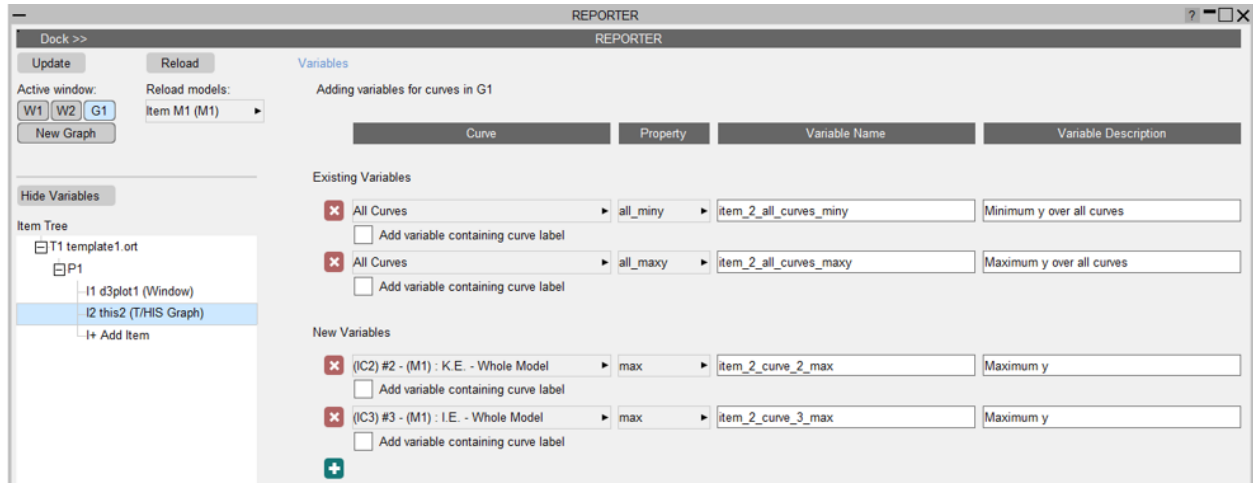 REPORTER ?
Dock >> REPORTER
Update Reload Variables
Active window: Reload models: Adding variables for curves in G1
W1 W2 G1 Item M1 (M1)
New Graph Curve Property Variable Name Variable Description
Existing Variables
Hide Variables
All Curves all_miny item_2_all_curves_miny Minimum y over all curves
Item Tree
Add variable containing curve label
T1 template1.ort
All Curves all_maxy item_2_all_curves_maxy Maximum y over all curves
P1
Add variable containing curve label
I1 d3plot1 (Window)
I2 this2 (T/HIS Graph)
I+ Add Item
New Variables
(IC2) #2 - (M1) : K.E. - Whole Model max item_2_curve_2_max Maximum y
Add variable containing curve label
(IC3) #3 - (M1) : I.E. - Whole Model max item_2_curve_3_max Maximum y
Add variable containing curve label